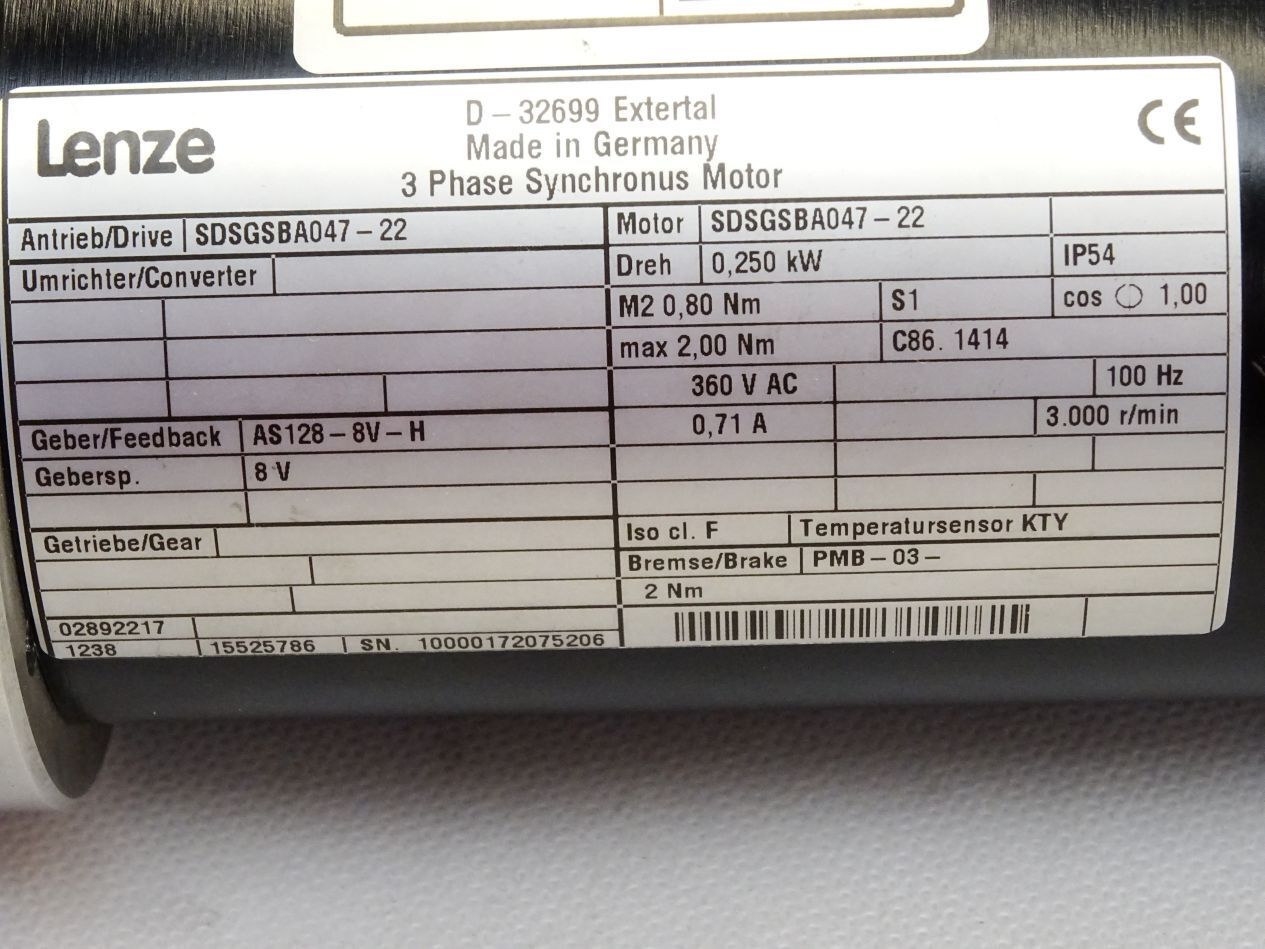 Lenze
D – 32699 Extertal
Made in Germany
3 Phase Synchronus Motor
CE
Antrieb/Drive SDSGSBA047 – 22
Umrichter/Converter
Geber/Feedback AS128 – 8V – H
Gebersp. 8 V
Getriebe/Gear
02892217
1238 15525786 SN. 10000172075206
Motor SDSGSBA047 – 22
Dreh 0,250 kW IP54
M2 0,80 Nm S1 cos Φ 1,00
max 2,00 Nm C86. 1414
360 V AC 100 Hz
0,71 A 3.000 r/min
Iso cl. F Temperatursensor KTY
Bremse/Brake PMB – 03 –
2 Nm